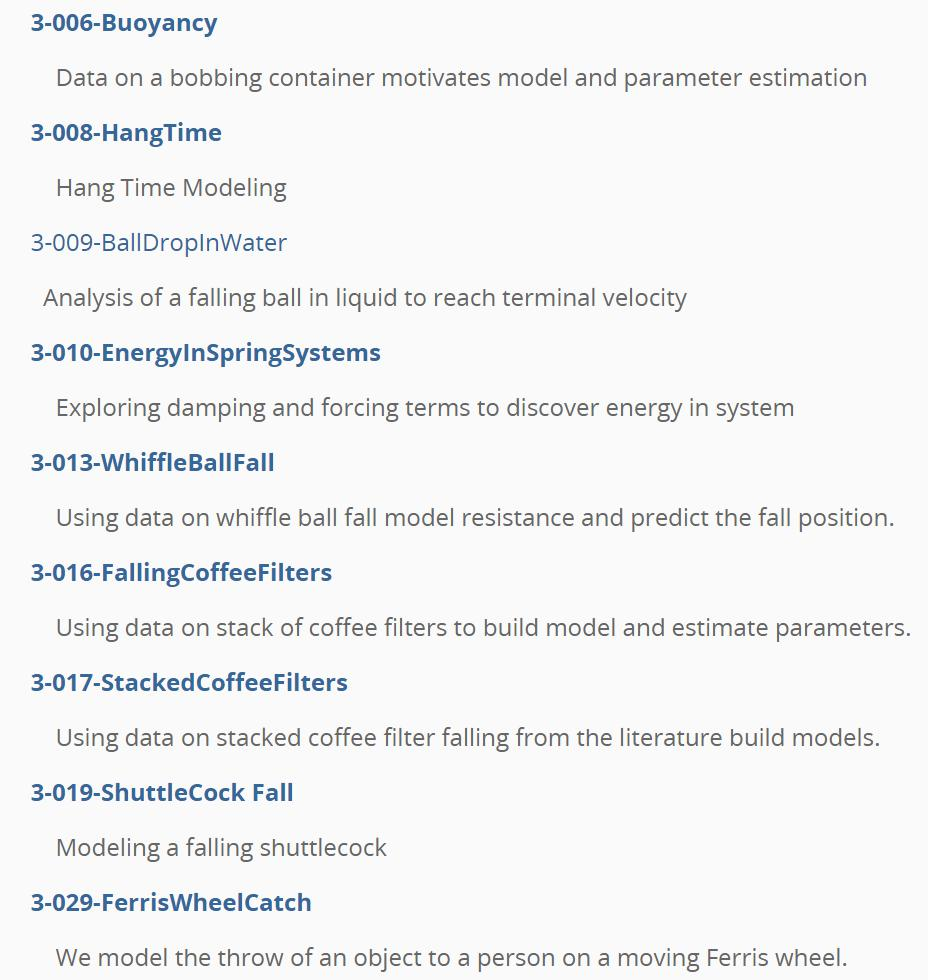 3-006-Buoyancy
Data on a bobbing container motivates model and parameter estimation
3-008-HangTime
Hang Time Modeling
3-009-BallDropInWater
Analysis of a falling ball in liquid to reach terminal velocity
3-010-EnergyInSpringSystems
Exploring damping and forcing terms to discover energy in system
3-013-WhiffleBallFall
Using data on whiffle ball fall model resistance and predict the fall position.
3-016-FallingCoffeeFilters
Using data on stack of coffee filters to build model and estimate parameters.
3-017-StackedCoffeeFilters
Using data on stacked coffee filter falling from the literature build models.
3-019-ShuttleCock Fall
Modeling a falling shuttlecock
3-029-FerrisWheelCatch
We model the throw of an object to a person on a moving Ferris wheel.